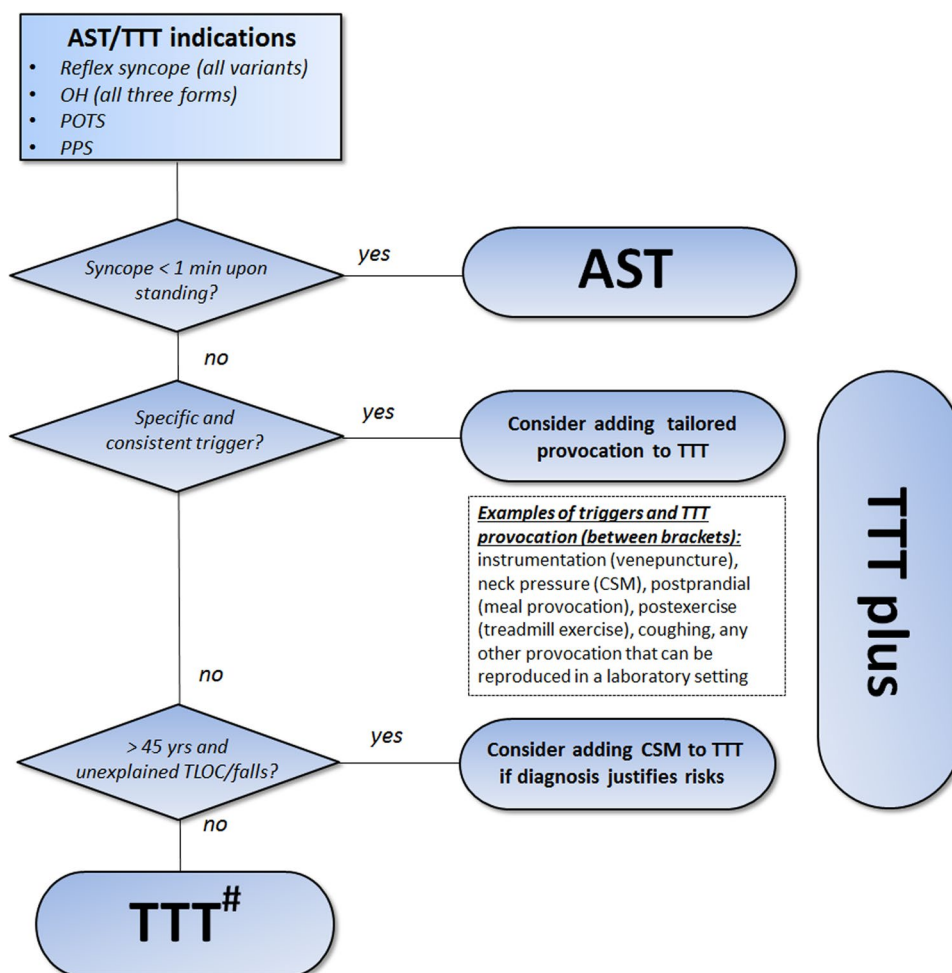 AST/TTT indications
• Reflex syncope (all variants)
• OH (all three forms)
• POTS
• PPS
Syncope < 1 min upon
standing?
yes
AST
no
Specific and
consistent trigger?
yes
Consider adding tailored
provocation to TTT
Examples of triggers and TTT
provocation (between brackets):
instrumentation (venepuncture),
neck pressure (CSM), postprandial
(meal provocation), postexercise
(treadmill exercise), coughing, any
other provocation that can be
reproduced in a laboratory setting
TTT plus
no
> 45 yrs and
unexplained TLOC/falls?
yes
Consider adding CSM to TTT
if diagnosis justifies risks
no
TTT#